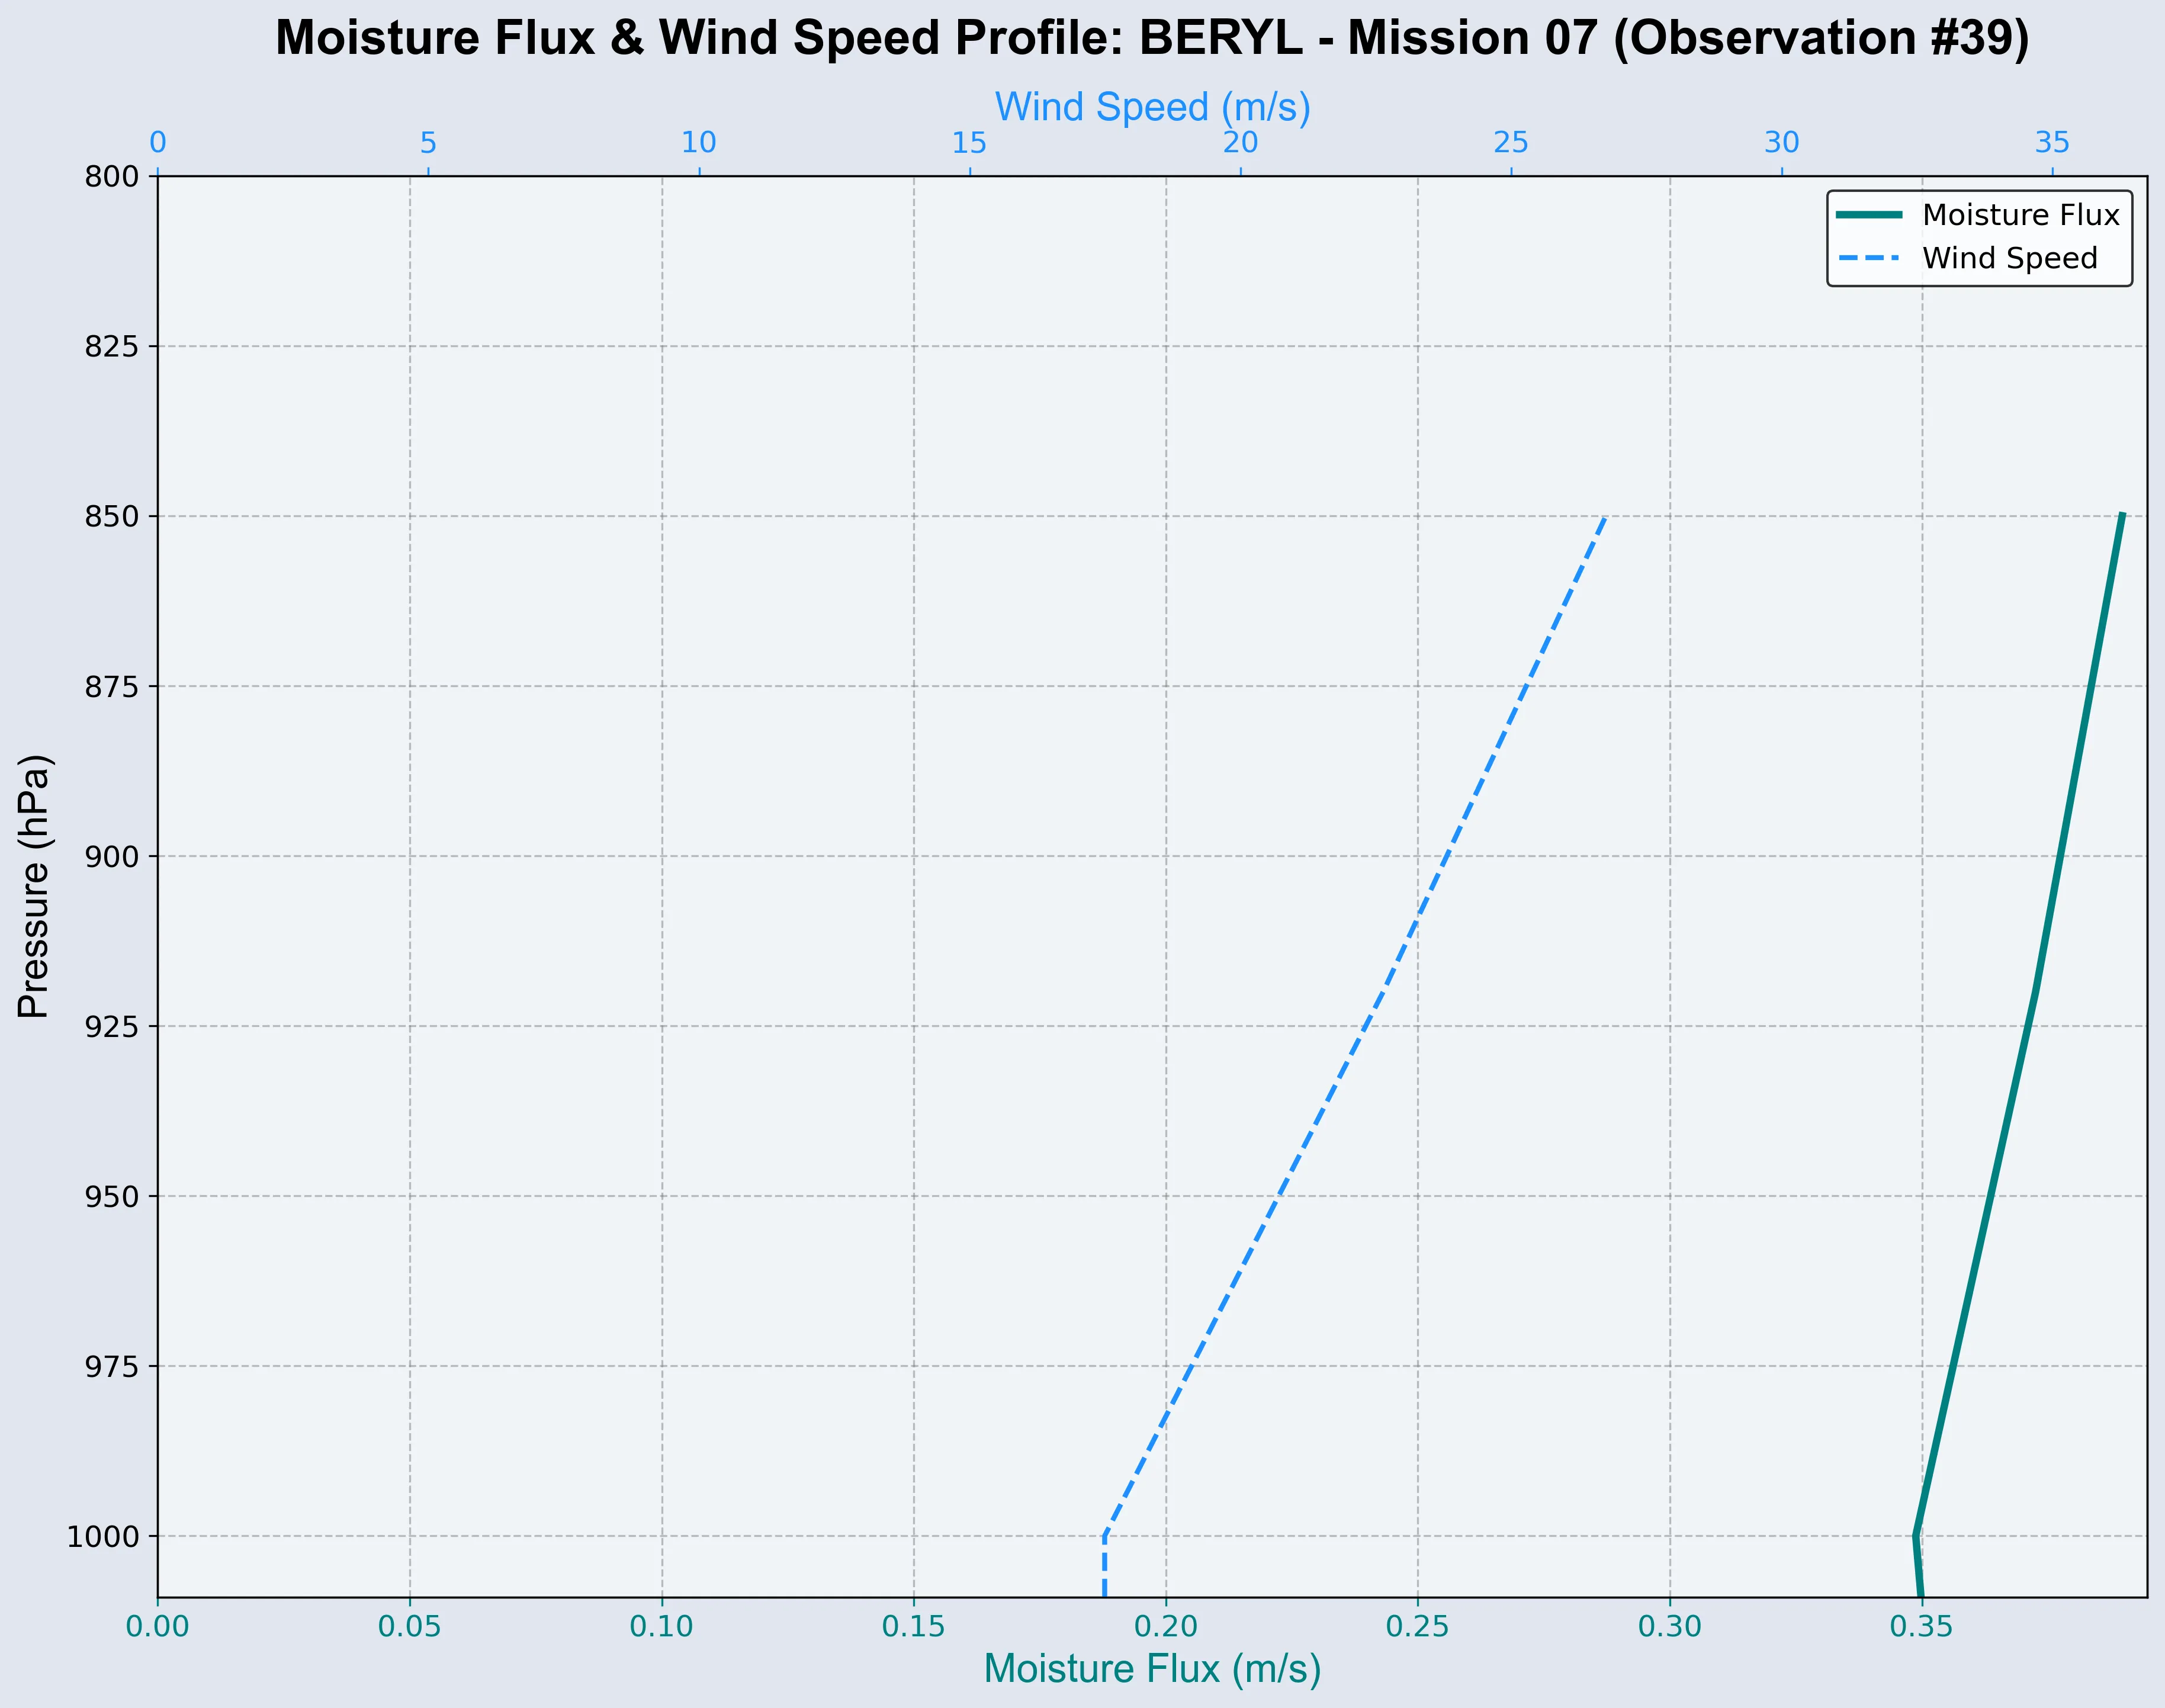 Moisture Flux & Wind Speed Profile: BERYL - Mission 07 (Observation #39)
Wind Speed (m/s)
0 5 10 15 20 25 30 35
Moisture Flux
Wind Speed
800
825
850
875
900
925
950
975
1000
Pressure (hPa)
0.00 0.05 0.10 0.15 0.20 0.25 0.30 0.35
Moisture Flux (m/s)